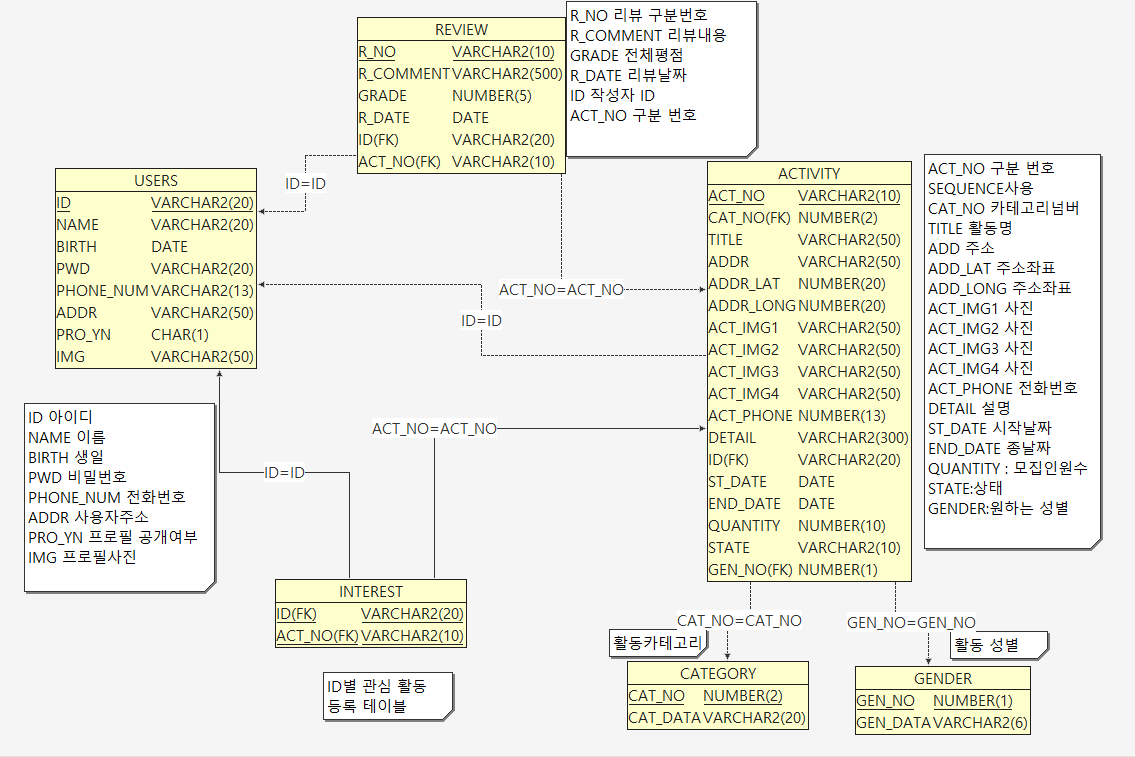 REVIEW
R_NO VARCHAR2(10)
R_COMMENT VARCHAR2(500)
GRADE NUMBER(5)
R_DATE DATE
ID(FK) VARCHAR2(20)
ACT_NO(FK) VARCHAR2(10)
R_NO 리뷰 구분번호
R_COMMENT 리뷰내용
GRADE 전체평점
R_DATE 리뷰날짜
ID 작성자 ID
ACT_NO 구분 번호
ID=ID
USERS
ID VARCHAR2(20)
NAME VARCHAR2(20)
BIRTH DATE
PWD VARCHAR2(20)
PHONE_NUM VARCHAR2(13)
ADDR VARCHAR2(50)
PRO_YN CHAR(1)
IMG VARCHAR2(50)
ACT_NO=ACT_NO
ID=ID
ACTIVITY
ACT_NO VARCHAR2(10)
CAT_NO(FK) NUMBER(2)
TITLE VARCHAR2(50)
ADDR VARCHAR2(50)
ADDR_LAT NUMBER(20)
ADDR_LONG NUMBER(20)
ACT_IMG1 VARCHAR2(50)
ACT_IMG2 VARCHAR2(50)
ACT_IMG3 VARCHAR2(50)
ACT_IMG4 VARCHAR2(50)
ACT_PHONE NUMBER(13)
DETAIL VARCHAR2(300)
ID(FK) VARCHAR2(20)
ST_DATE DATE
END_DATE DATE
QUANTITY NUMBER(10)
STATE VARCHAR2(10)
GEN_NO(FK) NUMBER(1)
ACT_NO 구분 번호
SEQUENCE사용
CAT_NO 카테고리넘버
TITLE 활동명
ADD 주소
ADD_LAT 주소좌표
ADD_LONG 주소좌표
ACT_IMG1 사진
ACT_IMG2 사진
ACT_IMG3 사진
ACT_IMG4 사진
ACT_PHONE 전화번호
DETAIL 설명
ST_DATE 시작날짜
END_DATE 종날짜
QUANTITY : 모집인원수
STATE:상태
GENDER:원하는 성별
ID 아이디
NAME 이름
BIRTH 생일
PWD 비밀번호
PHONE_NUM 전화번호
ADDR 사용자주소
PRO_YN 프로필 공개여부
IMG 프로필사진
ACT_NO=ACT_NO
ID=ID
INTEREST
ID(FK) VARCHAR2(20)
ACT_NO(FK) VARCHAR2(10)
ID별 관심 활동
등록 테이블
CAT_NO=CAT_NO
활동카테고리
CATEGORY
CAT_NO NUMBER(2)
CAT_DATA VARCHAR2(20)
GEN_NO=GEN_NO
활동 성별
GENDER
GEN_NO NUMBER(1)
GEN_DATA VARCHAR2(6)